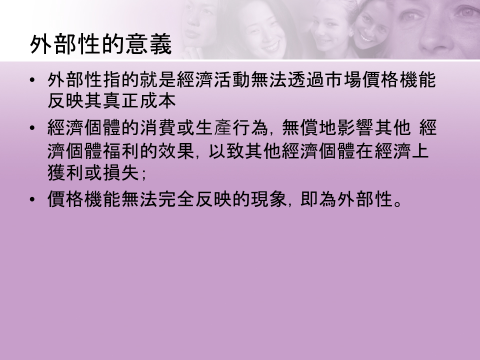 外部性的意義
• 外部性指的就是經濟活動無法透過市場價格機能
反映其真正成本
• 經濟個體的消費或生產行為, 無償地影響其他 經
濟個體福利的效果, 以致其他經濟個體在經濟上
獲利或損失;
• 價格機能無法完全反映的現象, 即為外部性。